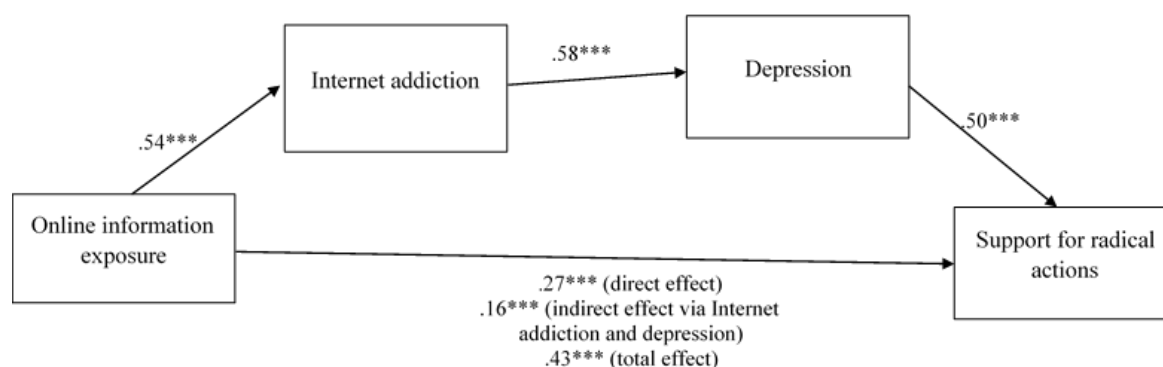 .58***
Internet addiction
Depression
.54***
.50***
Online information
exposure
Support for radical
actions
.27*** (direct effect)
.16*** (indirect effect via Internet
addiction and depression)
.43*** (total effect)